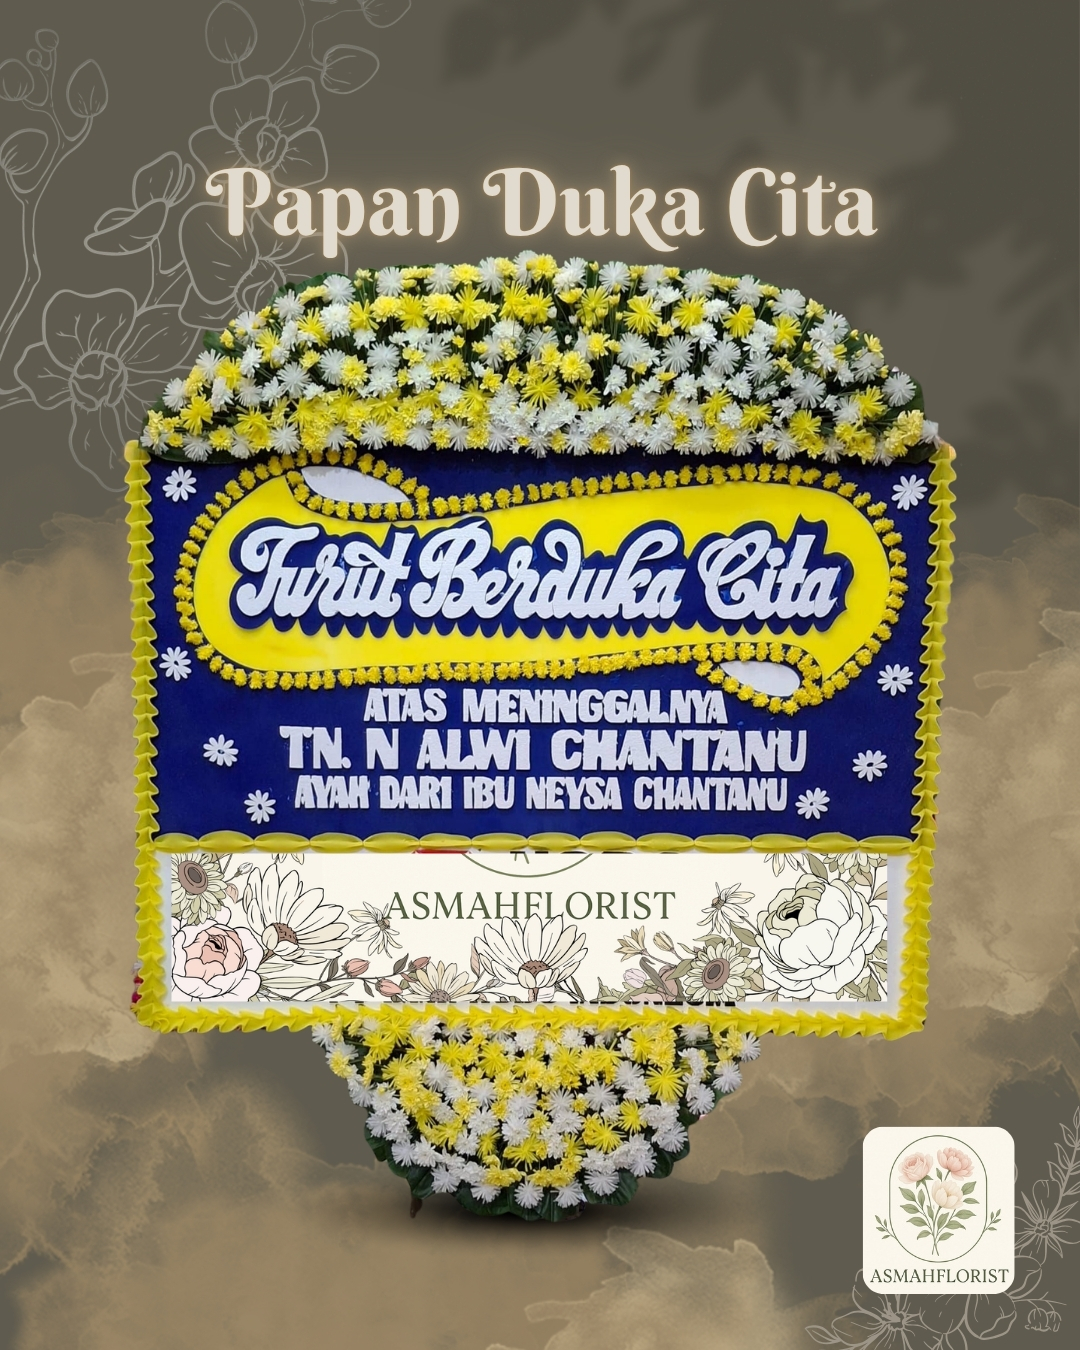 Papan Duka Cita
Turut Berduka Cita
ATAS MENINGGALNYA
TN. N ALWI CHANTANU
AYAH DARI IBU NEYSA CHANTANU
ASMAHFLORIST
ASMAHFLORIST